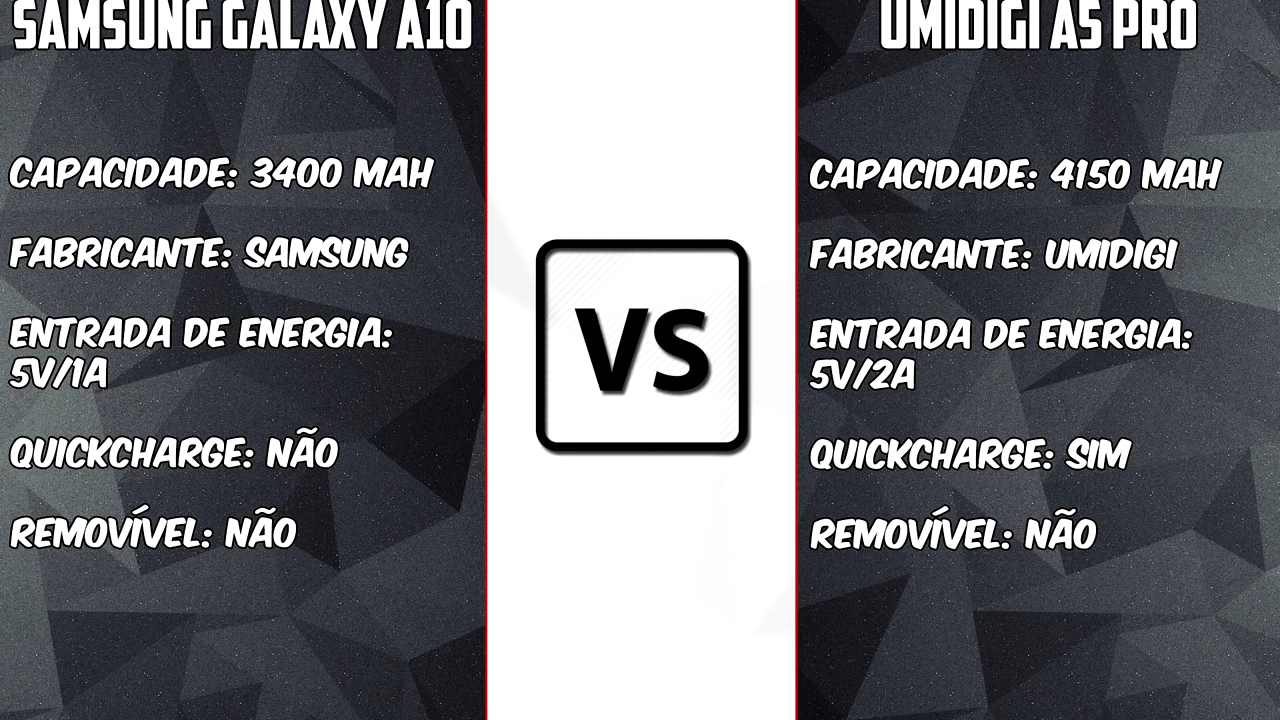 SAMSUNG GALAXY A10
CAPACIDADE: 3400 MAH
FABRICANTE: SAMSUNG
ENTRADA DE ENERGIA:
5V/1A
QUICKCHARGE: NÃO
REMOVÍVEL: NÃO
VS
UMIDIGI A5 PRO
CAPACIDADE: 4150 MAH
FABRICANTE: UMIDIGI
ENTRADA DE ENERGIA:
5V/2A
QUICKCHARGE: SIM
REMOVÍVEL: NÃO